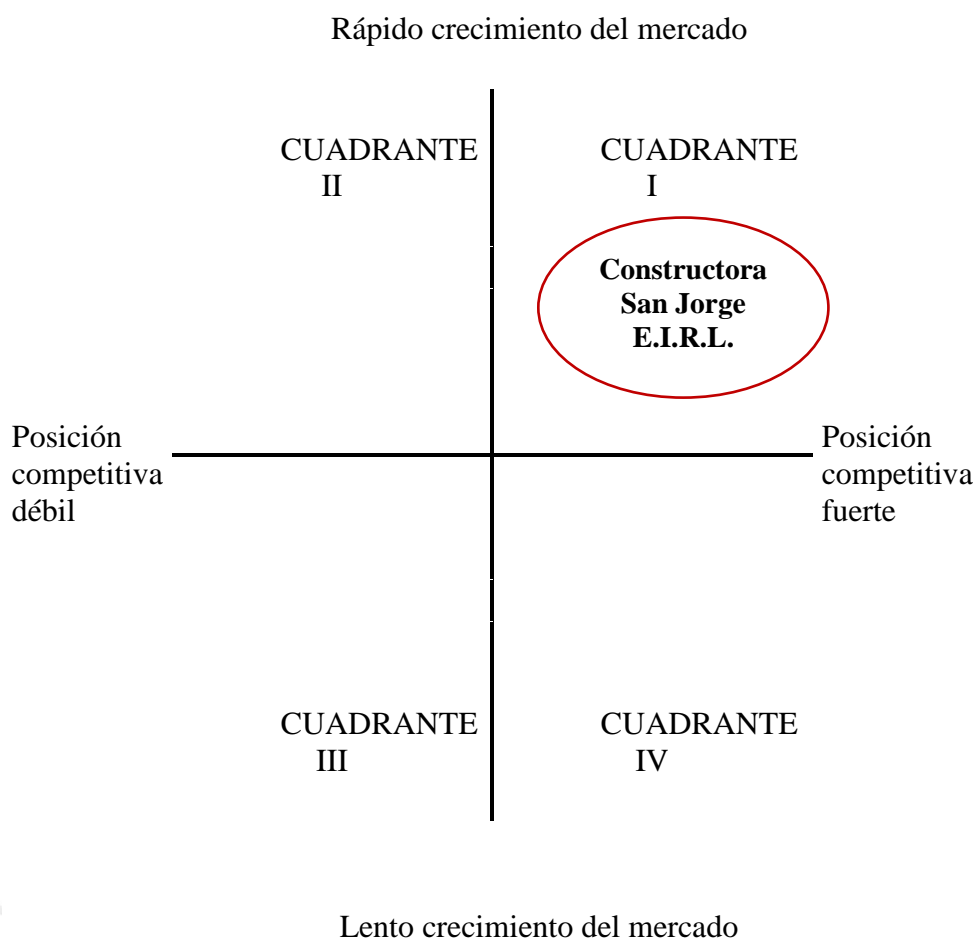 Rápido crecimiento del mercado
CUADRANTE
II
CUADRANTE
I
Constructora
San Jorge
E.I.R.L.
Posición
competitiva
débil
Posición
competitiva
fuerte
CUADRANTE
III
CUADRANTE
IV
Lento crecimiento del mercado